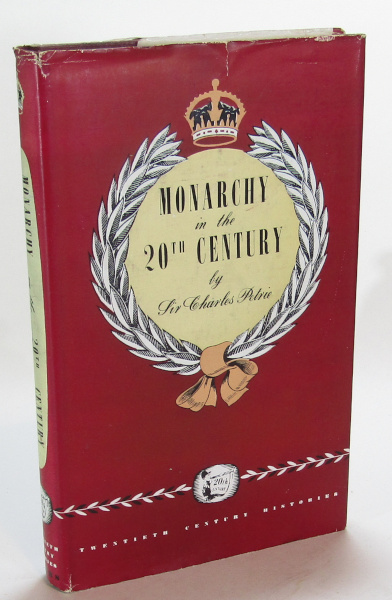 MONARCHY
in the
20TH CENTURY
by
Sir Charles Petrie
20th
TWENTIETH CENTURY HISTORIES
MONARCHY
20TH
CENTURY